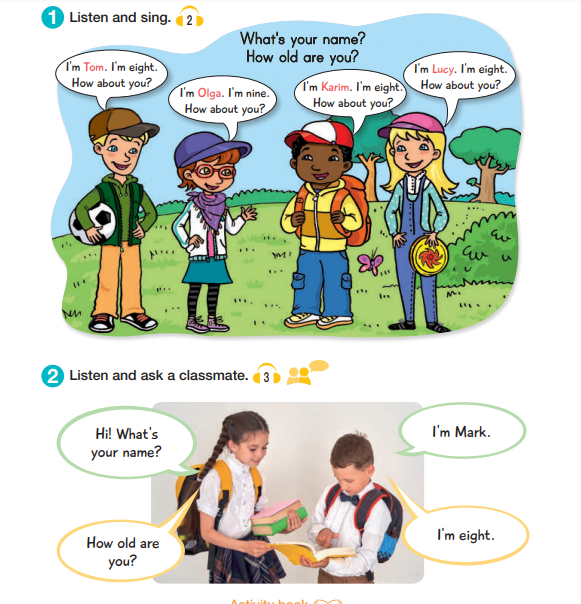 1 Listen and sing. 2
What's your name?
How old are you?
I'm Tom. I'm eight.
How about you?
I'm Olga. I'm nine.
How about you?
I'm Karim. I'm eight.
How about you?
I'm Lucy. I'm eight.
How about you?
2 Listen and ask a classmate. 3
Hi! What's
your name?
I'm Mark.
How old are
you?
I'm eight.
Activity book